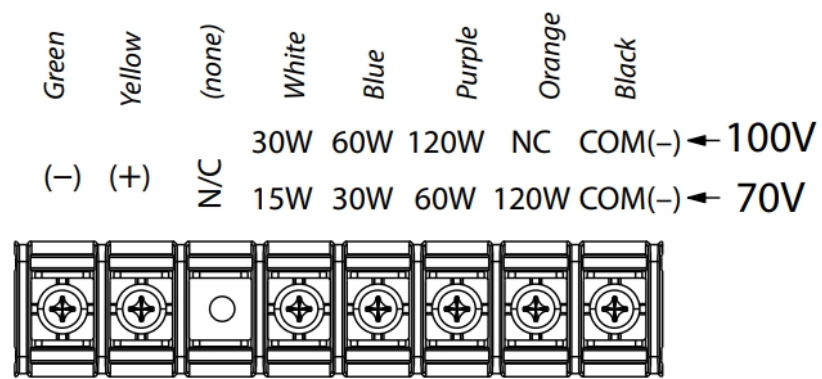 Green Yellow (none) White Blue Purple Orange Black
30W 60W 120W NC COM(–) 100V
(–) (+) N/C
15W 30W 60W 120W COM(–) 70V